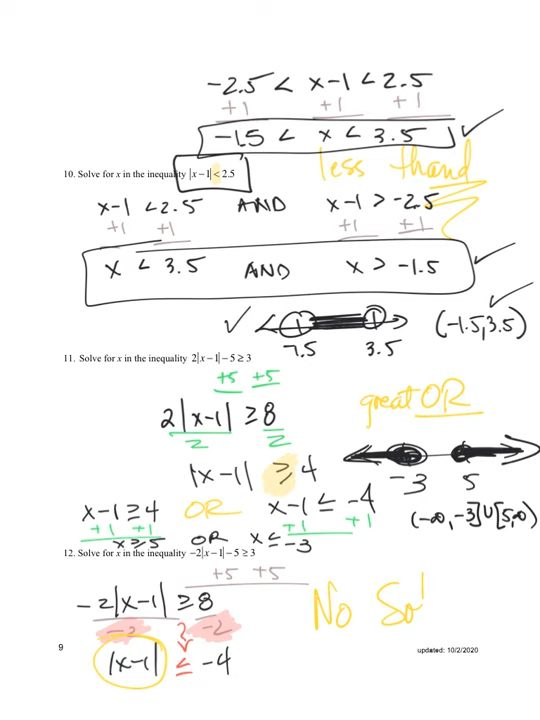 -2.5 < x-1 < 2.5
+1 +1 +1
-1.5 < x < 3.5 ✓
10. Solve for x in the inequality |x − 1| < 2.5
less thand
x-1 < 2.5 AND x-1 > -2.5
+1 +1 +1 +1
x < 3.5 AND x > -1.5 ✓
✓ (-1.5, 3.5) ✓
3.5
11. Solve for x in the inequality 2|x − 1| − 5 ≥ 3
+5 +5
2|x-1| ≥ 8
2 2
great OR
|x-1| ≥ 4
-3 5
x-1 ≥ 4 OR x-1 ≤ -4
+1 +1 +1 +1
x ≥ 5 OR x ≤ -3
(-∞, -3]U[5, ∞)
12. Solve for x in the inequality −2|x − 1| − 5 ≥ 3
+5 +5
-2|x-1| ≥ 8
-2 -2
No So!
|x-1| ≤ -4
9
updated: 10/2/2020